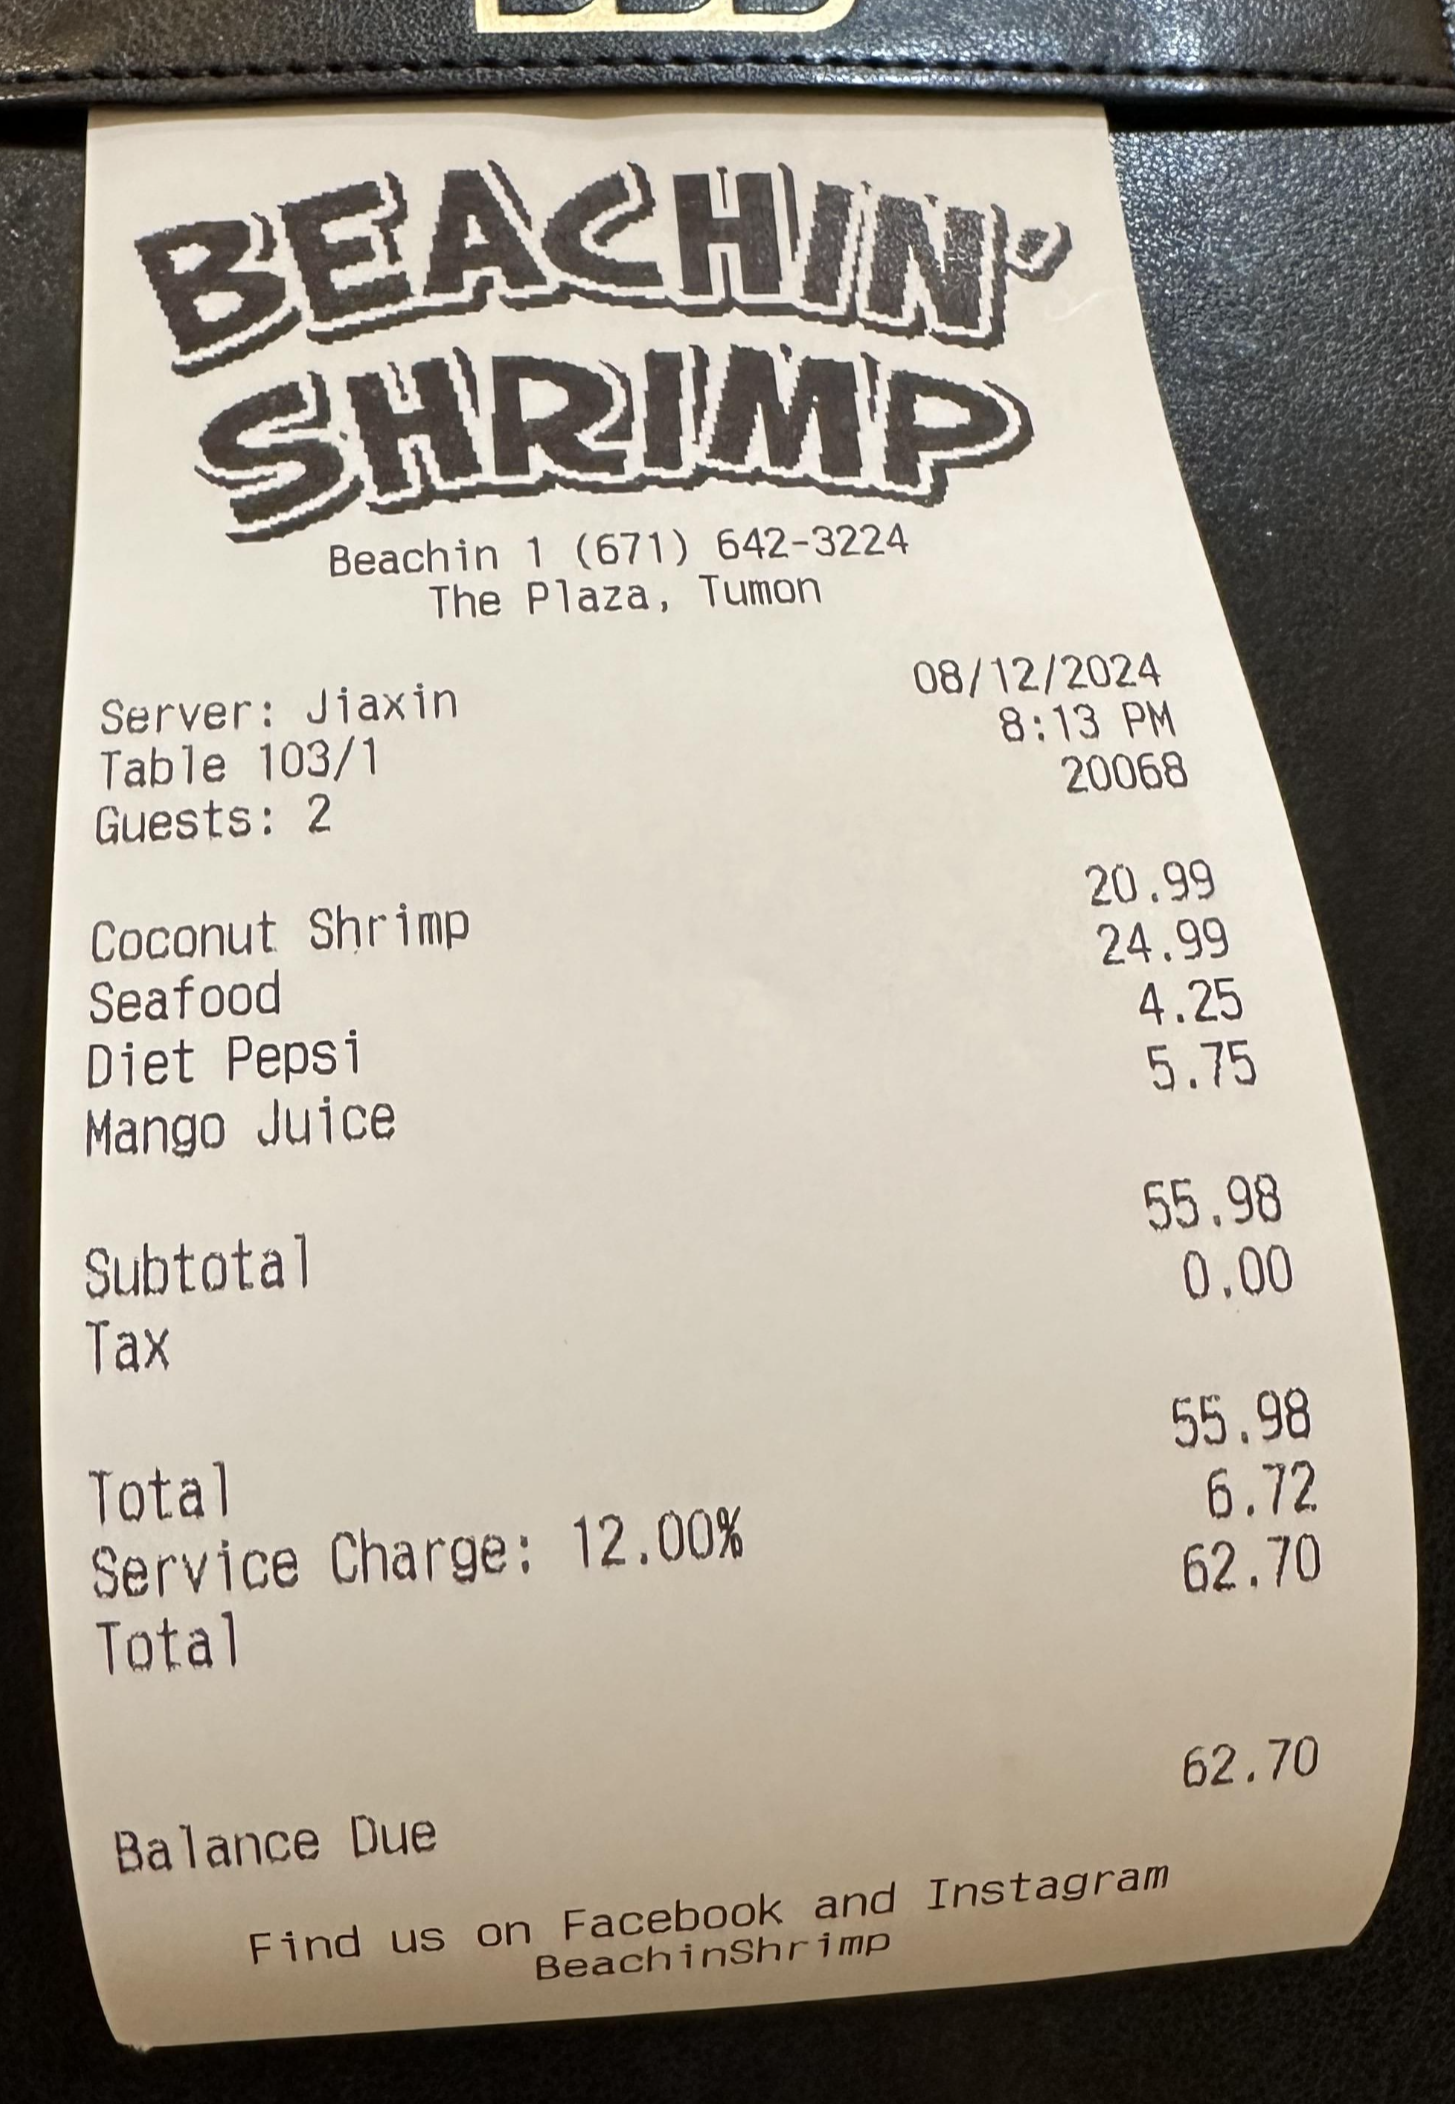 BEACHIN'
SHRIMP
Beachin 1 (671) 642-3224
The Plaza, Tumon
Server: Jiaxin 08/12/2024
Table 103/1 8:13 PM
Guests: 2 20068
Coconut Shrimp 20.99
Seafood 24.99
Diet Pepsi 4.25
Mango Juice 5.75
Subtotal 55.98
Tax 0.00
Total 55.98
Service Charge: 12.00% 6.72
Total 62.70
Balance Due 62.70
Find us on Facebook and Instagram
BeachinShrimp